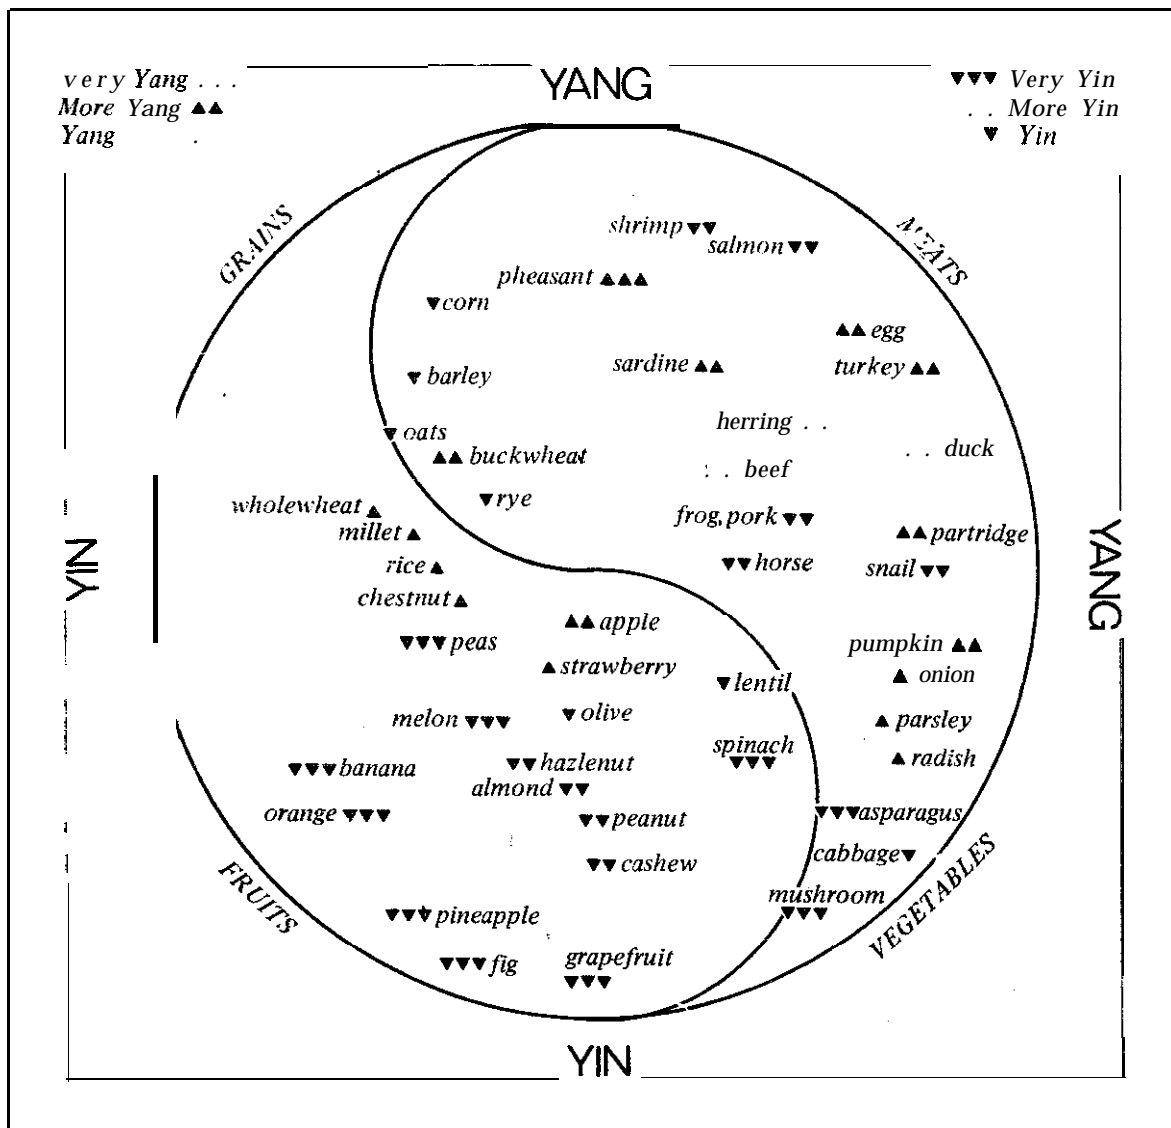 very Yang . . .
More Yang ▲▲
Yang .
YANG
▼▼▼ Very Yin
. . More Yin
▼ Yin
GRAINS
MEATS
shrimp ▼▼
salmon ▼▼
pheasant ▲▲▲
▼corn
▲▲ egg
sardine ▲▲
turkey ▲▲
▼ barley
herring . .
▼ oats
. . duck
▲▲ buckwheat
. . beef
▼rye
wholewheat ▲
frog, pork ▼▼
millet ▲
▲▲ partridge
YIN
YANG
rice ▲
▼▼ horse
snail ▼▼
chestnut ▲
▲▲ apple
▼▼▼ peas
pumpkin ▲▲
▲ strawberry
▲ onion
▼lentil
melon ▼▼▼
▼ olive
▲ parsley
spinach
▼▼▼
▼▼▼banana
▼▼hazlenut
▲ radish
almond ▼▼
orange ▼▼▼
▼▼peanut
▼▼▼asparagus
▼▼ cashew
cabbage▼
FRUITS
VEGETABLES
mushroom
▼▼▼
▼▼▼ pineapple
▼▼▼ fig
grapefruit
▼▼▼
YIN